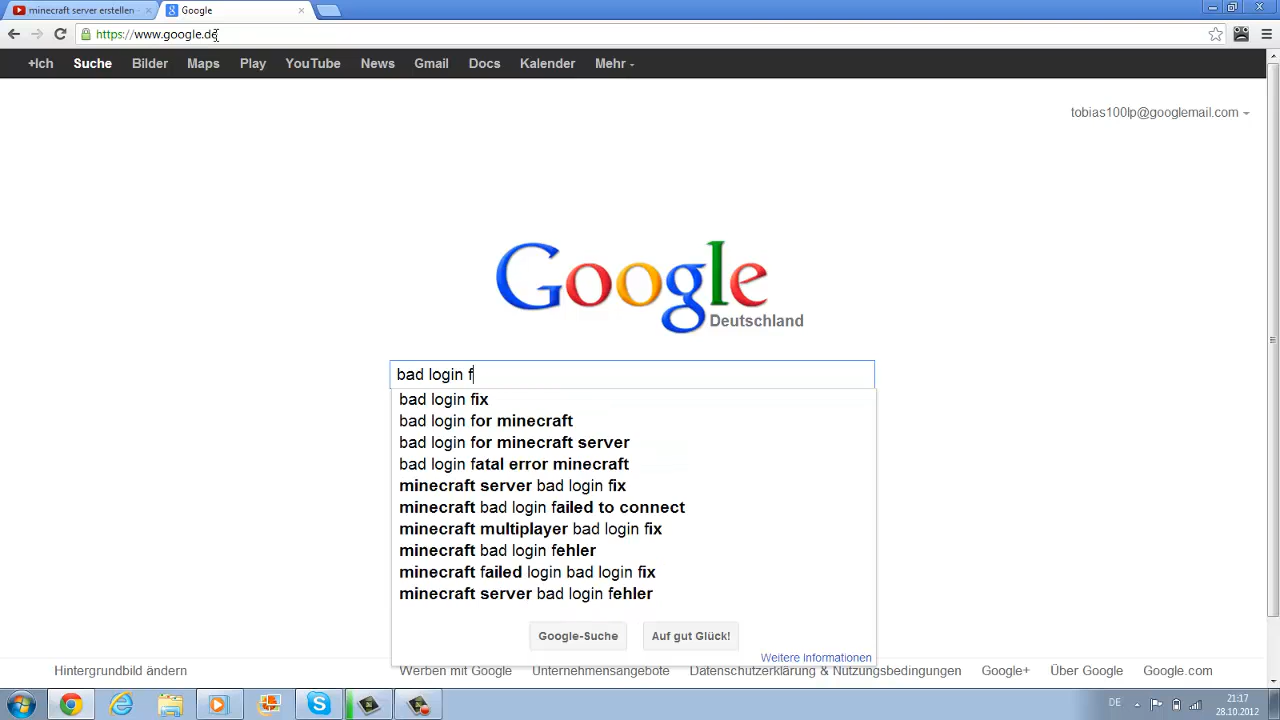 minecraft server erstellen -
Google
https://www.google.de
+Ich Suche Bilder Maps Play YouTube News Gmail Docs Kalender Mehr
tobias100lp@googlemail.com
Google
Deutschland
bad login f
bad login fix
bad login for minecraft
bad login for minecraft server
bad login fatal error minecraft
minecraft server bad login fix
minecraft bad login failed to connect
minecraft multiplayer bad login fix
minecraft bad login fehler
minecraft failed login bad login fix
minecraft server bad login fehler
Google-Suche Auf gut Glück!
Weitere Informationen
Hintergrundbild ändern Werben mit Google Unternehmensangebote Datenschutzerklärung & Nutzungsbedingungen Google+ Über Google Google.com
DE 21:17
28.10.2012